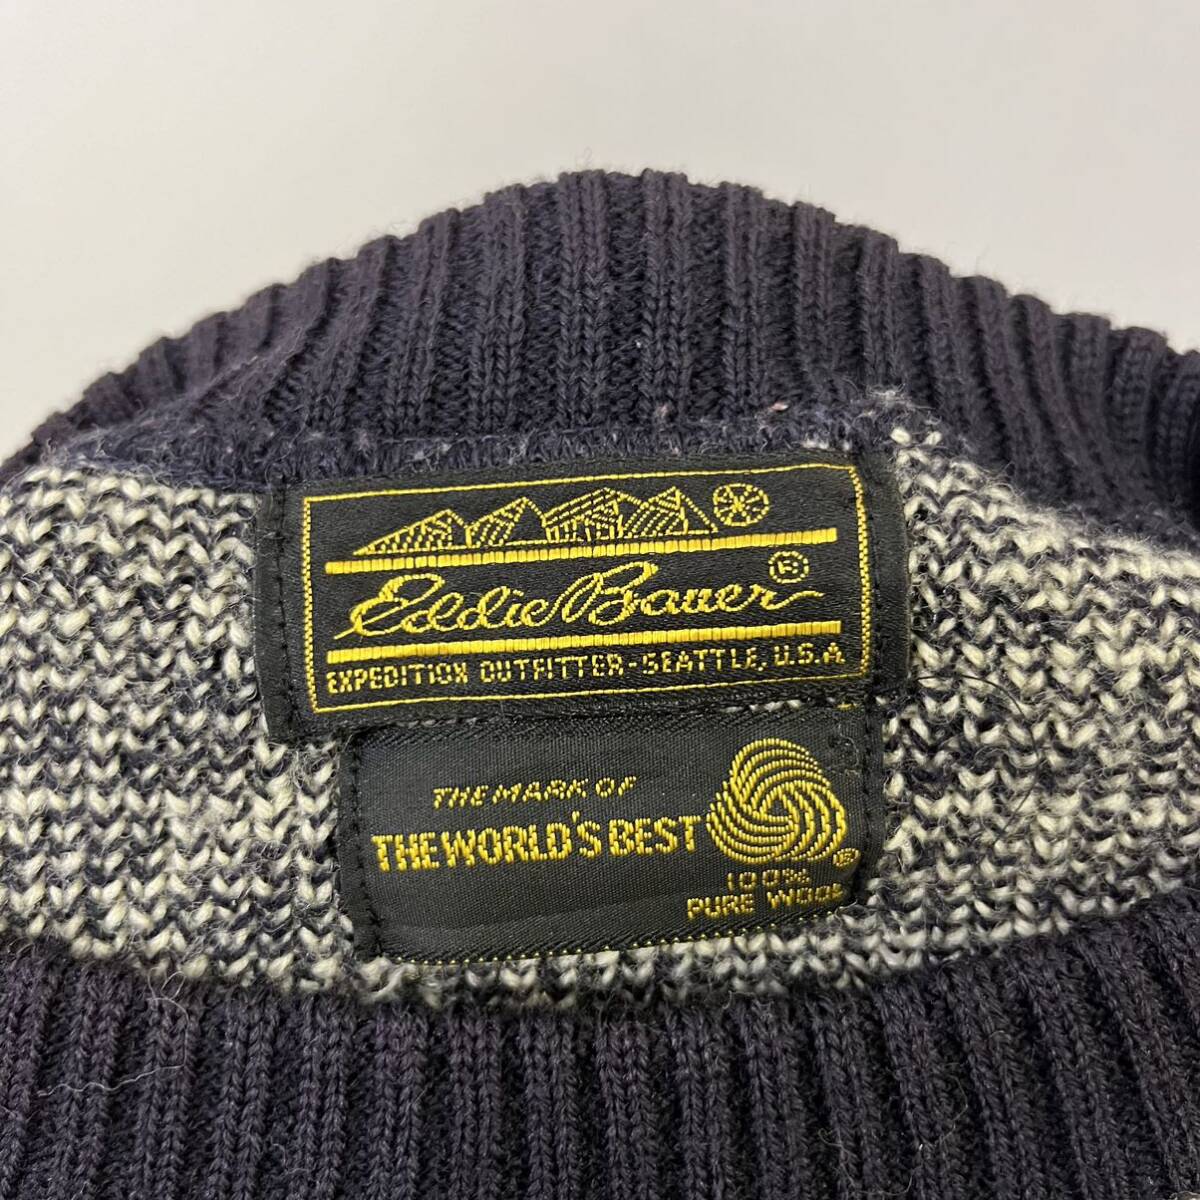 Eddie Bauer®
EXPEDITION OUTFITTER-SEATTLE, U.S.A
THE MARK OF
THE WORLD'S BEST
®
100%
PURE WOOL